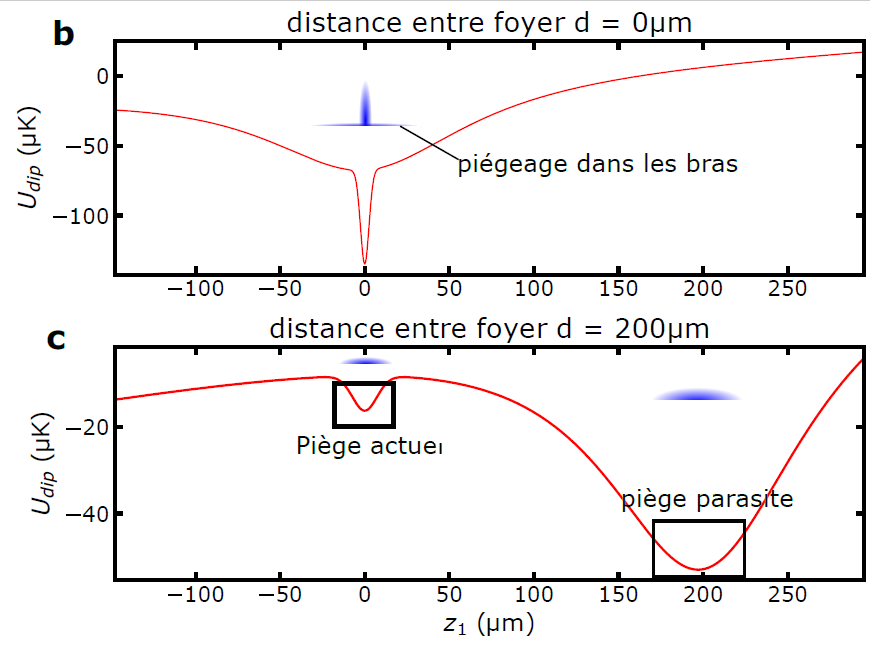 b
distance entre foyer d = 0μm
0
−50
−100
U_dip (μK)
piégeage dans les bras
−100 −50 0 50 100 150 200 250
c
distance entre foyer d = 200μm
−20
−40
U_dip (μK)
Piège
piège parasite
−100 −50 0 50 100 150 200 250
z₁ (μm)